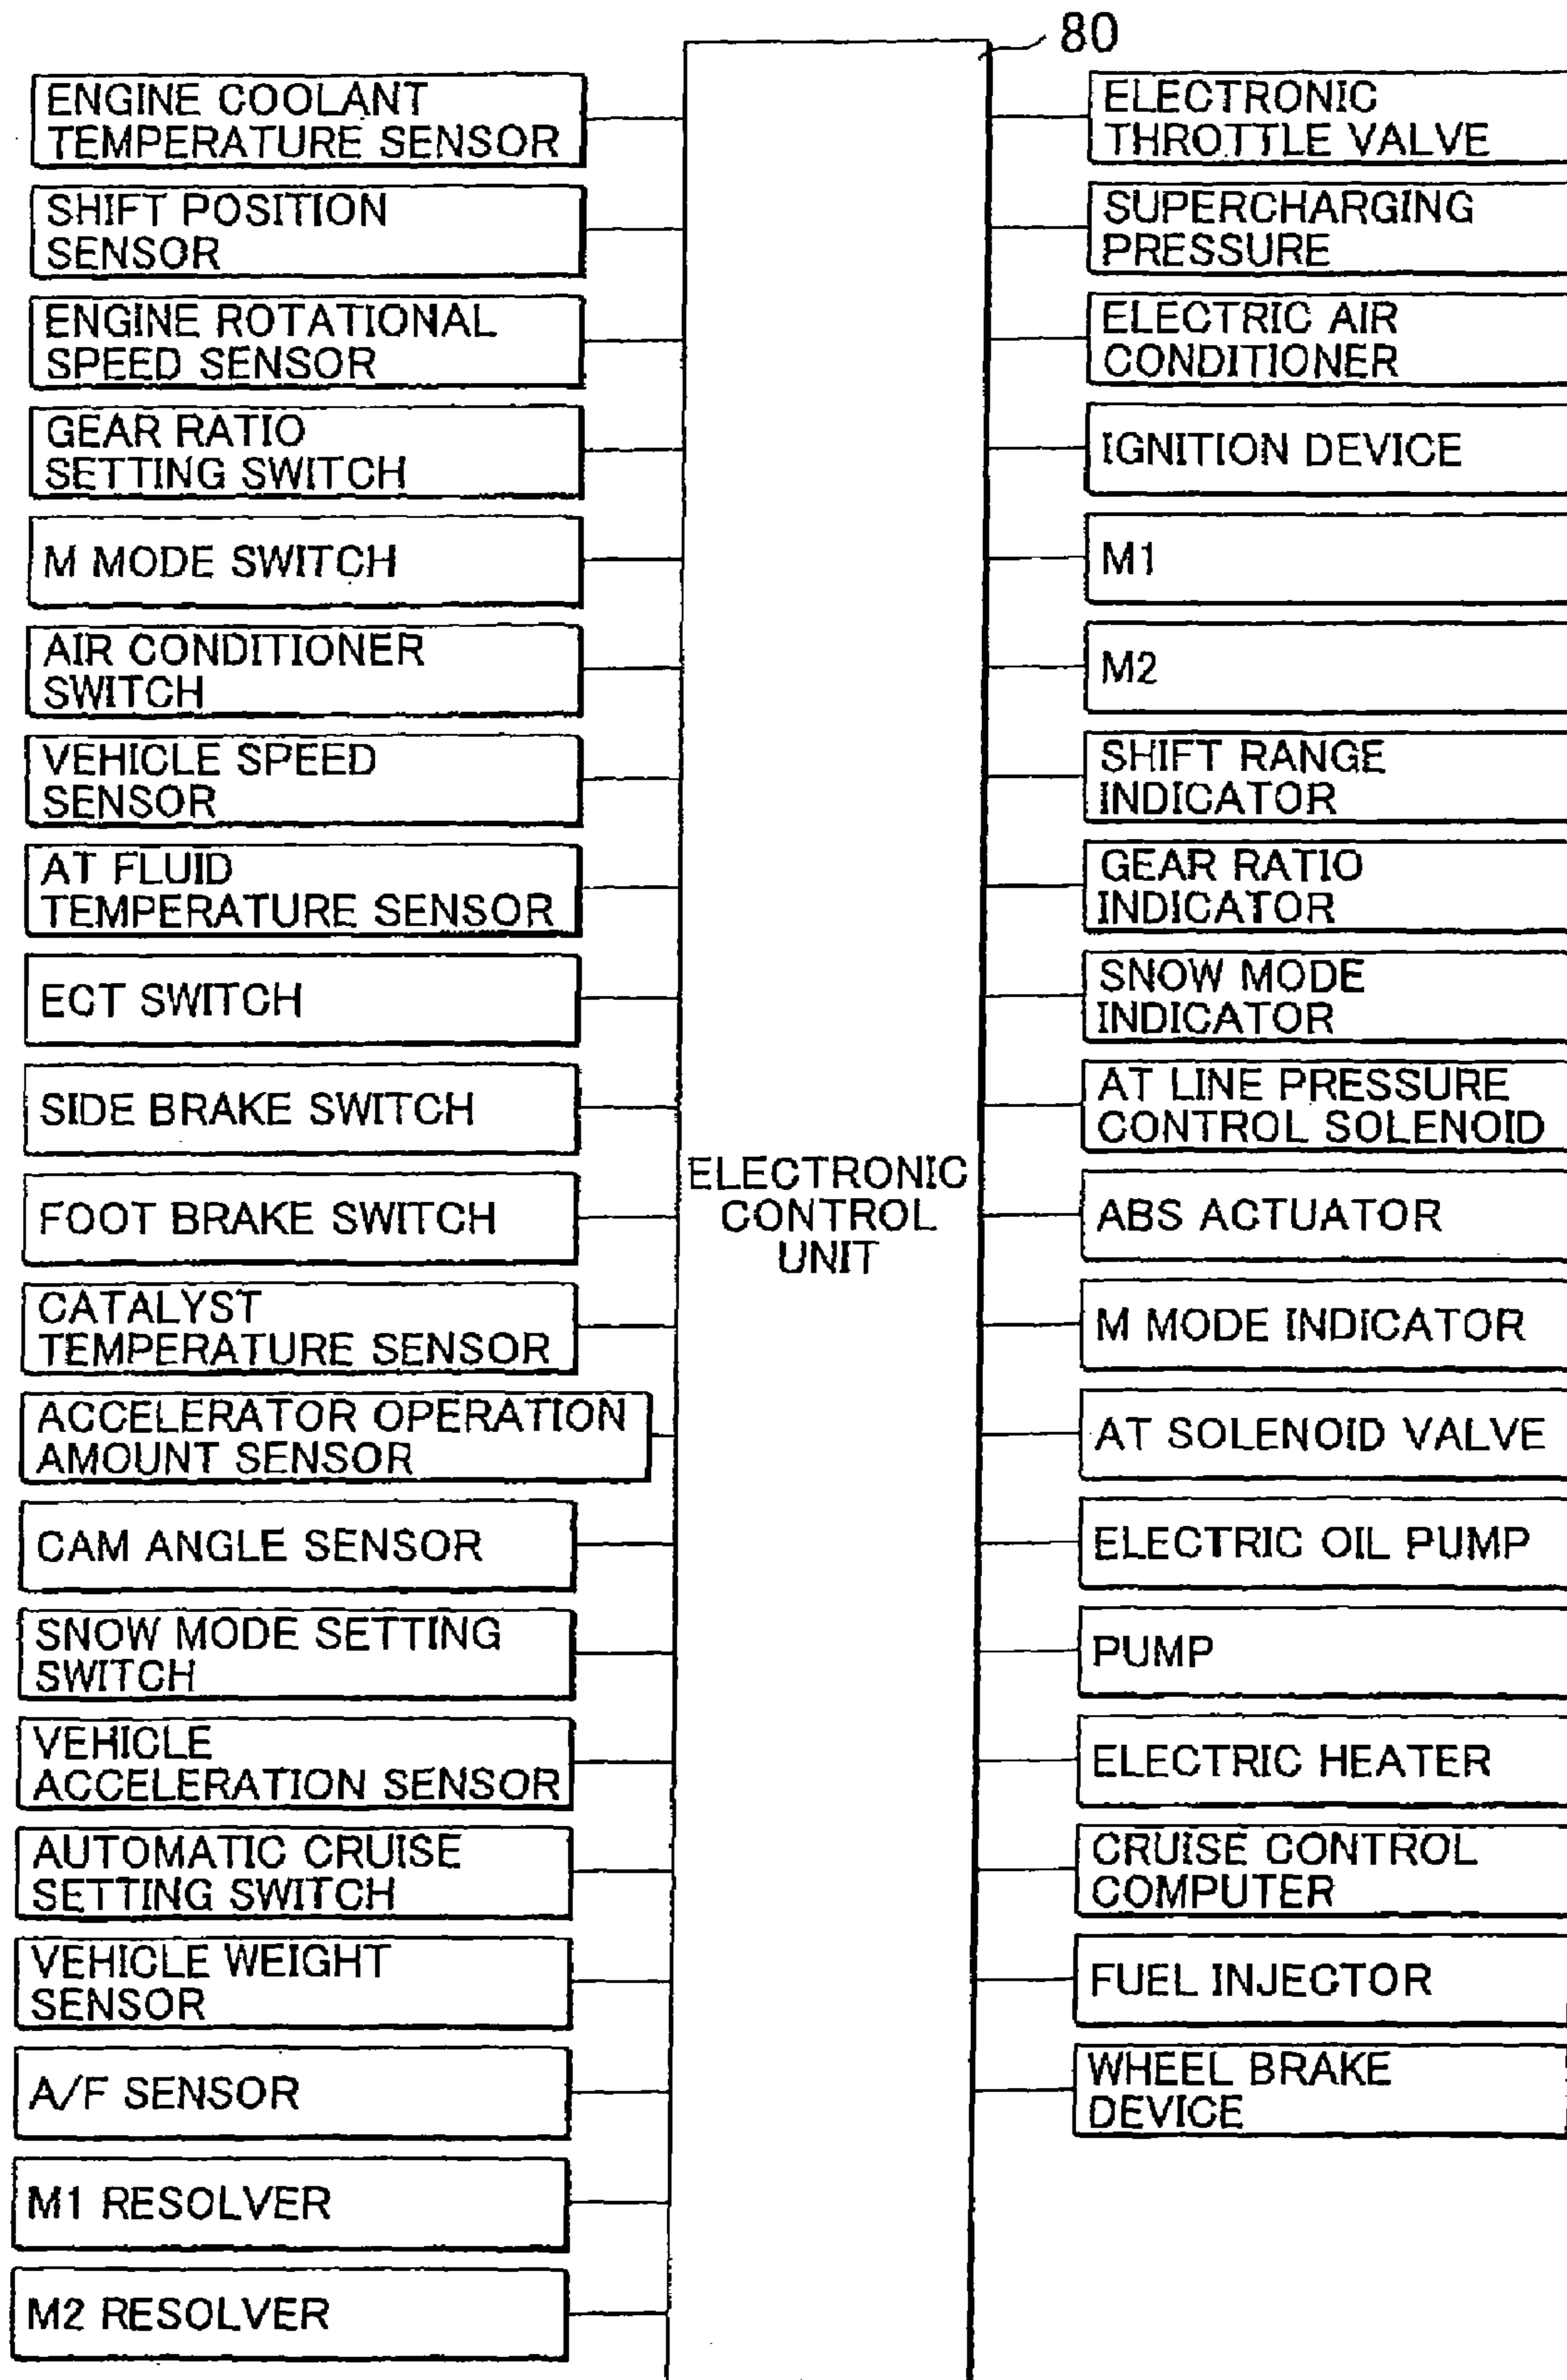 80
ENGINE COOLANT
TEMPERATURE SENSOR
SHIFT POSITION
SENSOR
ENGINE ROTATIONAL
SPEED SENSOR
GEAR RATIO
SETTING SWITCH
M MODE SWITCH
AIR CONDITIONER
SWITCH
VEHICLE SPEED
SENSOR
AT FLUID
TEMPERATURE SENSOR
ECT SWITCH
SIDE BRAKE SWITCH
FOOT BRAKE SWITCH
CATALYST
TEMPERATURE SENSOR
ACCELERATOR OPERATION
AMOUNT SENSOR
CAM ANGLE SENSOR
SNOW MODE SETTING
SWITCH
VEHICLE
ACCELERATION SENSOR
AUTOMATIC CRUISE
SETTING SWITCH
VEHICLE WEIGHT
SENSOR
A/F SENSOR
M1 RESOLVER
M2 RESOLVER
ELECTRONIC
CONTROL
UNIT
ELECTRONIC
THROTTLE VALVE
SUPERCHARGING
PRESSURE
ELECTRIC AIR
CONDITIONER
IGNITION DEVICE
M1
M2
SHIFT RANGE
INDICATOR
GEAR RATIO
INDICATOR
SNOW MODE
INDICATOR
AT LINE PRESSURE
CONTROL SOLENOID
ABS ACTUATOR
M MODE INDICATOR
AT SOLENOID VALVE
ELECTRIC OIL PUMP
PUMP
ELECTRIC HEATER
CRUISE CONTROL
COMPUTER
FUEL INJECTOR
WHEEL BRAKE
DEVICE